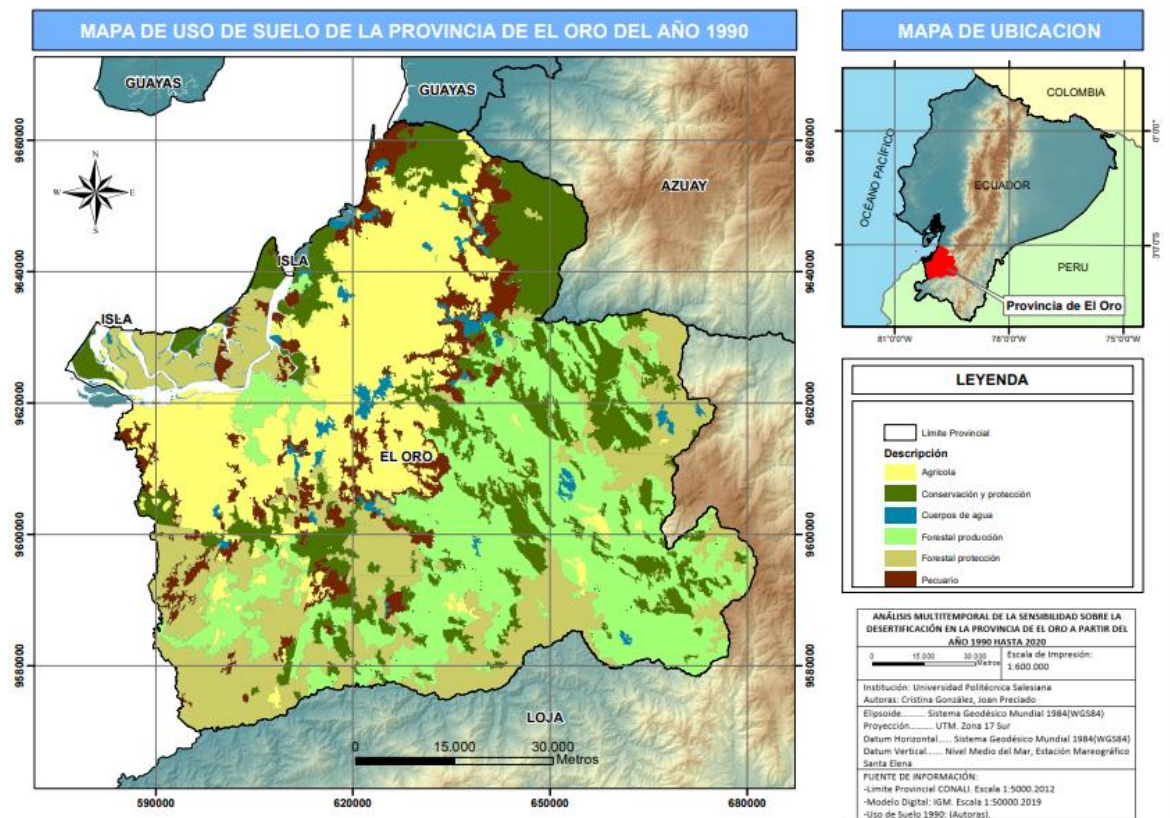 MAPA DE USO DE SUELO DE LA PROVINCIA DE EL ORO DEL AÑO 1990
GUAYAS
GUAYAS
AZUAY
ISLA
ISLA
EL ORO
LOJA
N
W
E
S
9660000
9640000
9620000
9600000
9580000
9660000
9640000
9620000
9600000
9580000
0 15.000 30.000
Metros
590000 620000 650000 680000
MAPA DE UBICACION
COLOMBIA
OCÉANO PACÍFICO
ECUADOR
PERU
Provincia de El Oro
0°0'
3°0'S
81°0'0"W 78°0'0"W 75°0'0"W
LEYENDA
Límite Provincial
Descripción
Agrícola
Conservación y protección
Cuerpos de agua
Forestal producción
Forestal protección
Pecuario
ANÁLISIS MULTITEMPORAL DE LA SENSIBILIDAD SOBRE LA
DESERTIFICACIÓN EN LA PROVINCIA DE EL ORO A PARTIR DEL
AÑO 1990 HASTA 2020
0 15.000 30.000
Metros
Escala de Impresión:
1:600.000
Institución: Universidad Politécnica Salesiana
Autoras: Cristina González, Joan Preciado
Elipsoide.......... Sistema Geodésico Mundial 1984(WGS84)
Proyección.......... UTM. Zona 17 Sur
Datum Horizontal..... Sistema Geodésico Mundial 1984(WGS84)
Datum Vertical....... Nivel Medio del Mar, Estación Mareográfico
Santa Elena
FUENTE DE INFORMACIÓN:
-Limite Provincial CONALI. Escala 1:5000.2012
-Modelo Digital: IGM. Escala 1:50000.2019
-Uso de Suelo 1990: (Autoras).